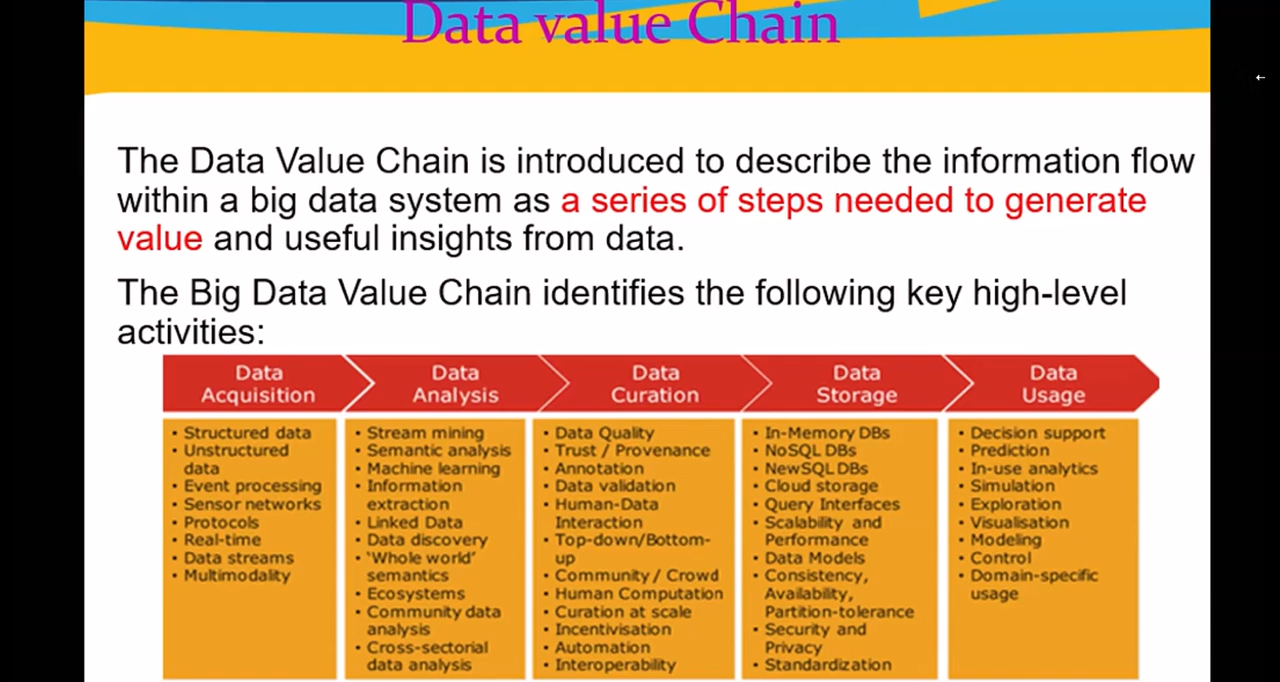 Data value Chain
The Data Value Chain is introduced to describe the information flow
within a big data system as a series of steps needed to generate
value and useful insights from data.
The Big Data Value Chain identifies the following key high-level
activities:
Data
Acquisition
• Structured data
• Unstructured
data
• Event processing
• Sensor networks
• Protocols
• Real-time
• Data streams
• Multimodality
Data
Analysis
• Stream mining
• Semantic analysis
• Machine learning
• Information
extraction
• Linked Data
• Data discovery
• 'Whole world'
semantics
• Ecosystems
• Community data
analysis
• Cross-sectorial
data analysis
Data
Curation
• Data Quality
• Trust / Provenance
• Annotation
• Data validation
• Human-Data
Interaction
• Top-down/Bottom-
up
• Community / Crowd
• Human Computation
• Curation at scale
• Incentivisation
• Automation
• Interoperability
Data
Storage
• In-Memory DBs
• NoSQL DBs
• NewSQL DBs
• Cloud storage
• Query Interfaces
• Scalability and
Performance
• Data Models
• Consistency,
Availability,
Partition-tolerance
• Security and
Privacy
• Standardization
Data
Usage
• Decision support
• Prediction
• In-use analytics
• Simulation
• Exploration
• Visualisation
• Modeling
• Control
• Domain-specific
usage